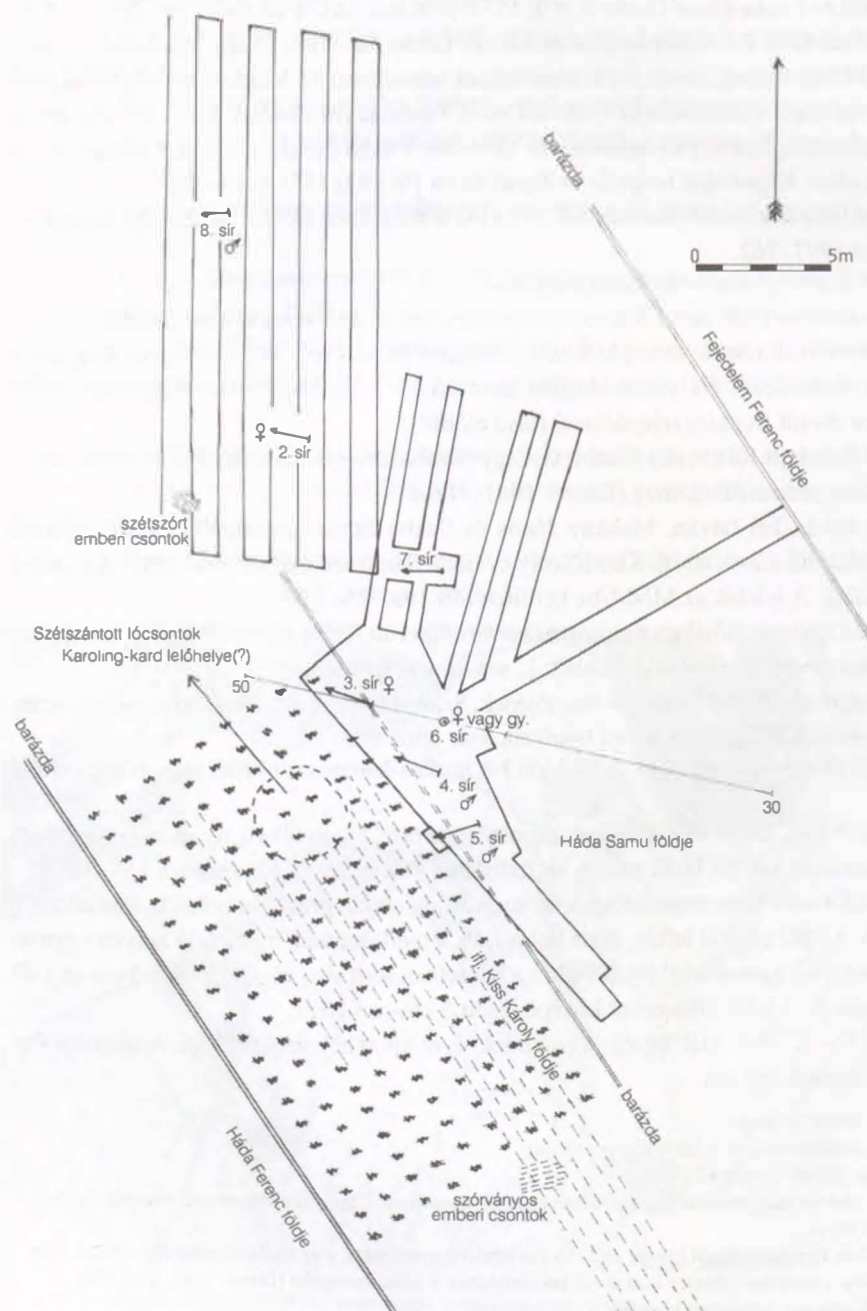 barázda
0 5m
8. sír
♂
Fejedelem Ferenc földje
♀
2. sír
szétszórt
emberi csontok
7. sír
Szétszántott lócsontok
Karoling-kard lelőhelye(?)
50
3. sír ♀
♀ vagy gy.
6. sír
barázda
4. sír
♂
30
5. sír
♂
Háda Samu földje
ifj. Kiss Károly földje
barázda
Háda Ferenc földje
szórványos
emberi csontok